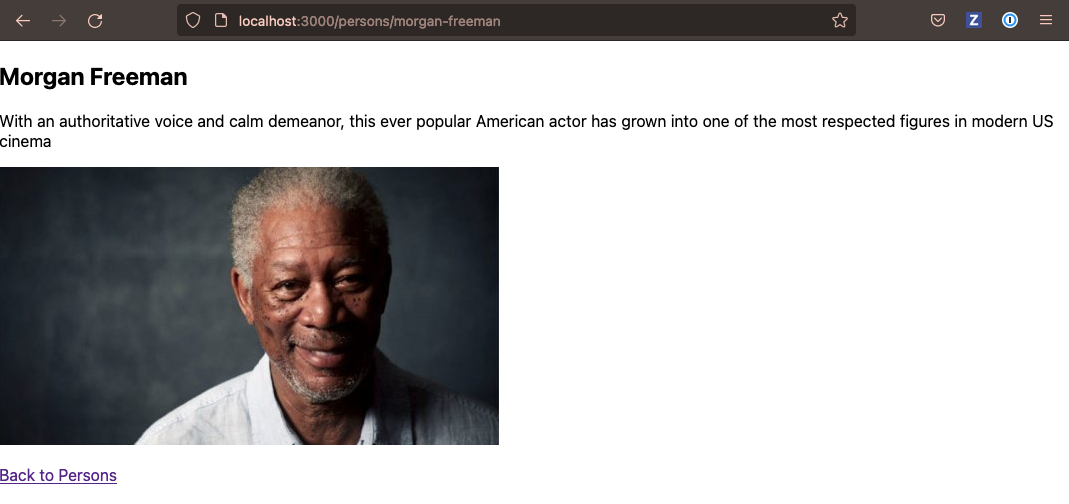 localhost:3000/persons/morgan-freeman
Z
Morgan Freeman
With an authoritative voice and calm demeanor, this ever popular American actor has grown into one of the most respected figures in modern US
cinema
Back to Persons